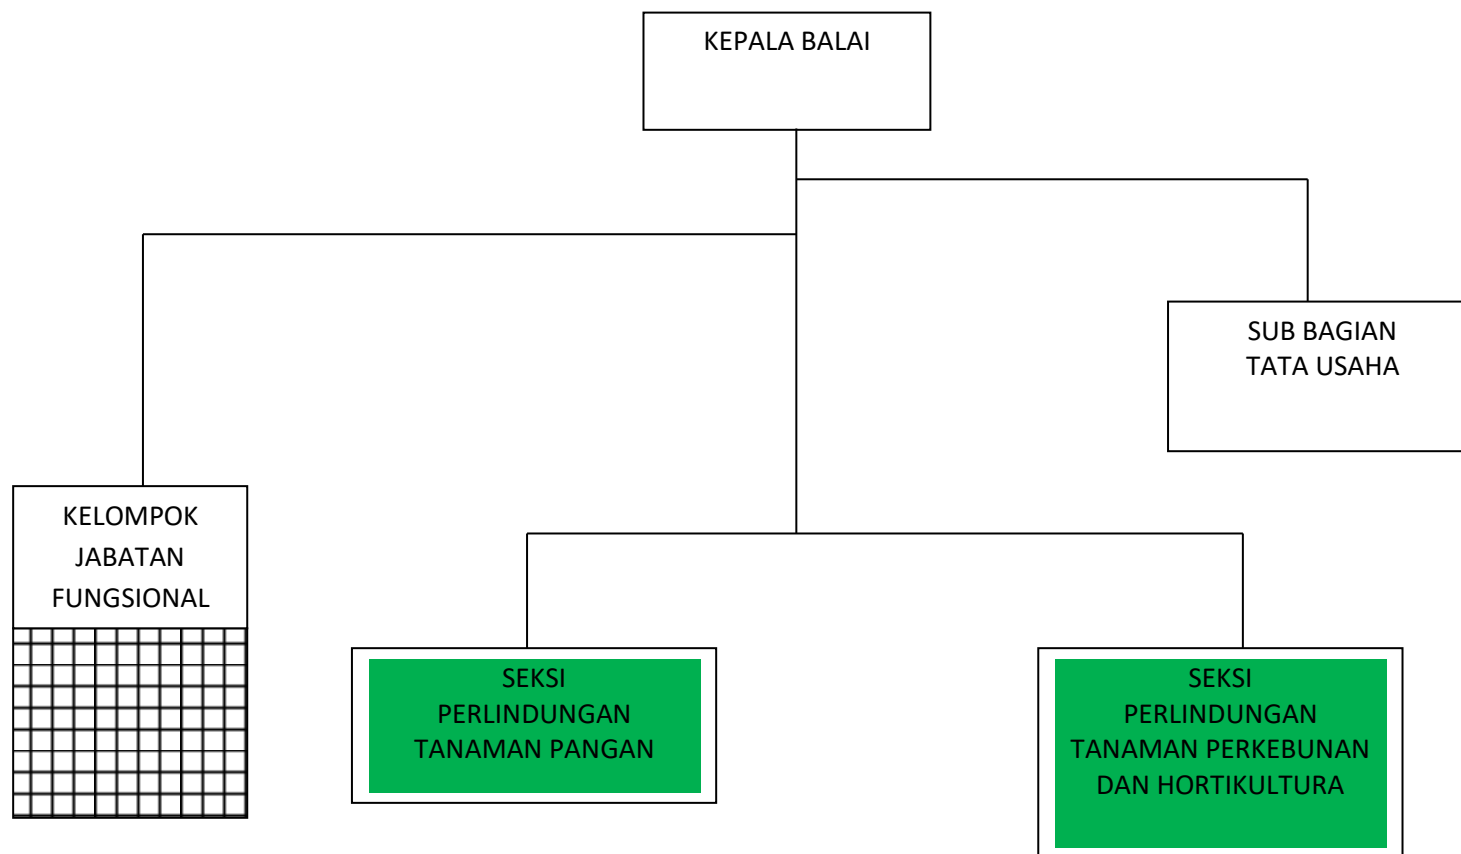 KEPALA BALAI
SUB BAGIAN
TATA USAHA
KELOMPOK
JABATAN
FUNGSIONAL
SEKSI
PERLINDUNGAN
TANAMAN PANGAN
SEKSI
PERLINDUNGAN
TANAMAN PERKEBUNAN
DAN HORTIKULTURA